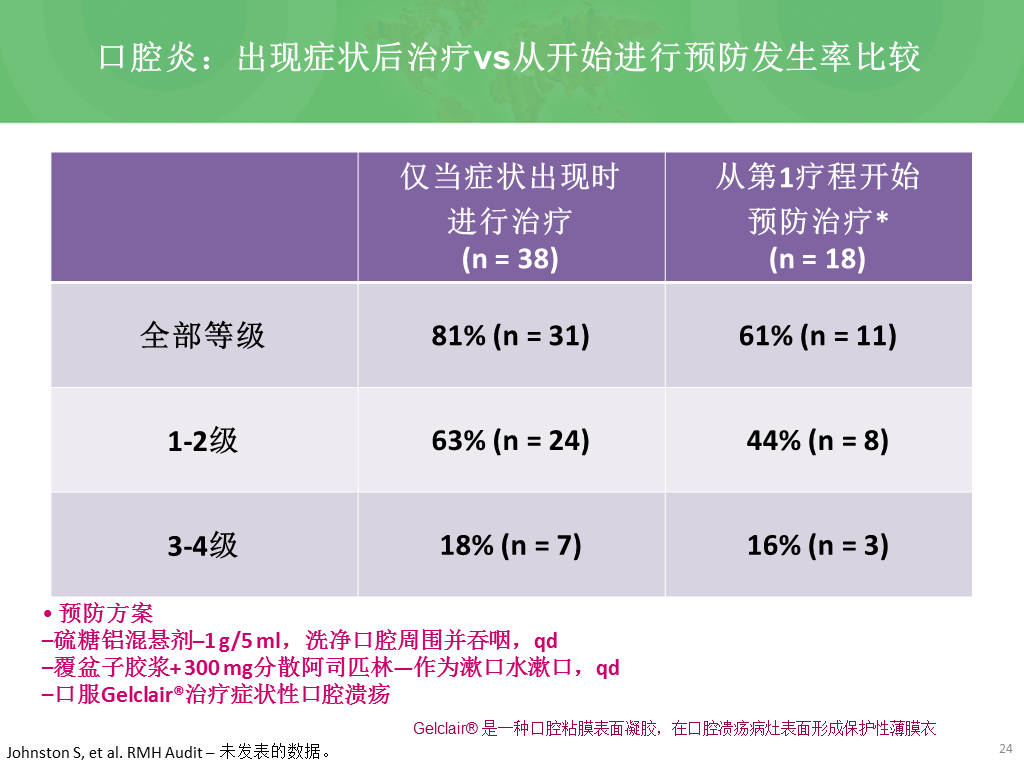 口腔炎：出现症状后治疗vs从开始进行预防发生率比较
仅当症状出现时
进行治疗
(n = 38)
从第1疗程开始
预防治疗*
(n = 18)
全部等级
81% (n = 31)
61% (n = 11)
1-2级
63% (n = 24)
44% (n = 8)
3-4级
18% (n = 7)
16% (n = 3)
• 预防方案
–硫糖铝混悬剂–1 g/5 ml，洗净口腔周围并吞咽，qd
–覆盆子胶浆+ 300 mg分散阿司匹林—作为漱口水漱口，qd
–口服Gelclair®治疗症状性口腔溃疡
Gelclair® 是一种口腔粘膜表面凝胶，在口腔溃疡病灶表面形成保护性薄膜衣
Johnston S, et al. RMH Audit – 未发表的数据。
24